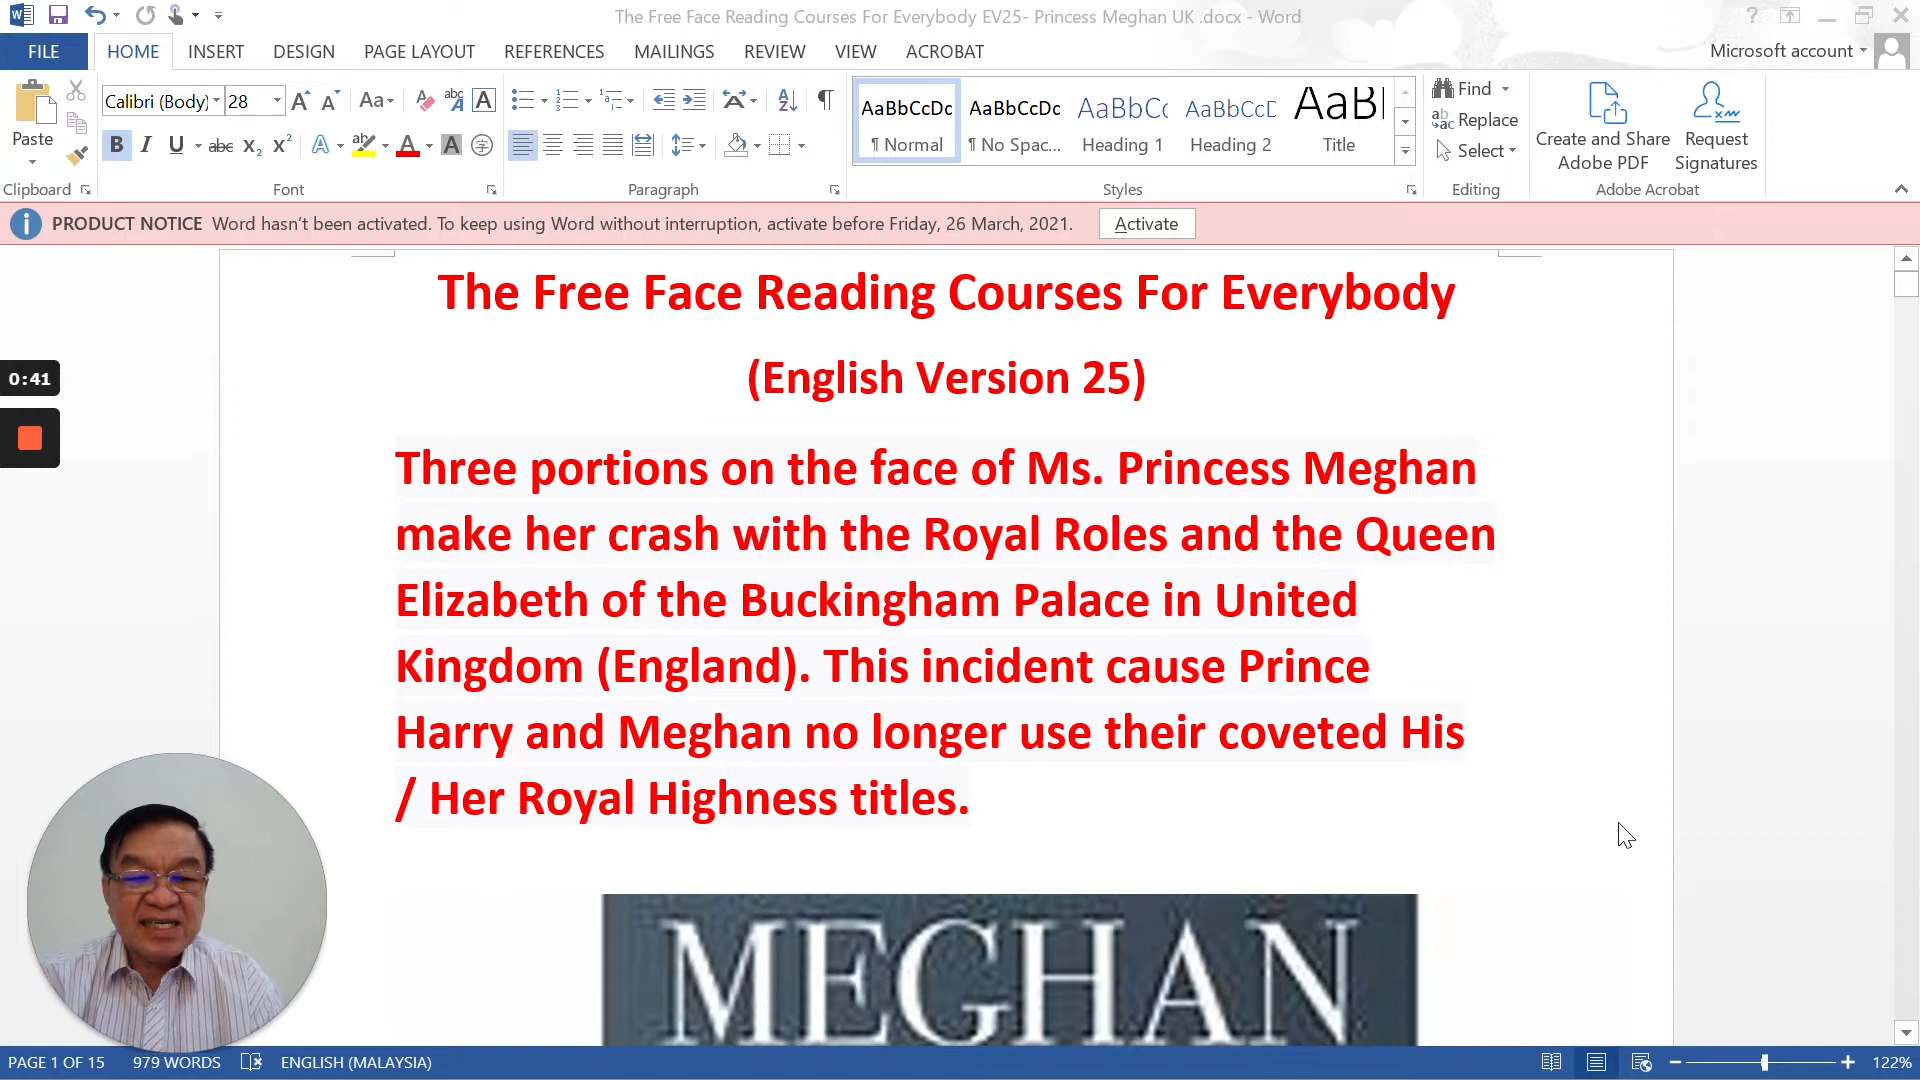 The Free Face Reading Courses For Everybody EV25- Princess Meghan UK .docx - Word
FILE HOME INSERT DESIGN PAGE LAYOUT REFERENCES MAILINGS REVIEW VIEW ACROBAT
Microsoft account
Paste
Calibri (Body) 28
AaBbCcDc AaBbCcDc AaBbCc AaBbCcD AaBl
¶ Normal ¶ No Spac... Heading 1 Heading 2 Title
Find
Replace
Select
Create and Share
Adobe PDF
Request
Signatures
Clipboard Font Paragraph Styles Editing Adobe Acrobat
PRODUCT NOTICE Word hasn't been activated. To keep using Word without interruption, activate before Friday, 26 March, 2021. Activate
The Free Face Reading Courses For Everybody
(English Version 25)
0:41
Three portions on the face of Ms. Princess Meghan
make her crash with the Royal Roles and the Queen
Elizabeth of the Buckingham Palace in United
Kingdom (England). This incident cause Prince
Harry and Meghan no longer use their coveted His
/ Her Royal Highness titles.
MEGHAN
PAGE 1 OF 15 979 WORDS ENGLISH (MALAYSIA) 122%